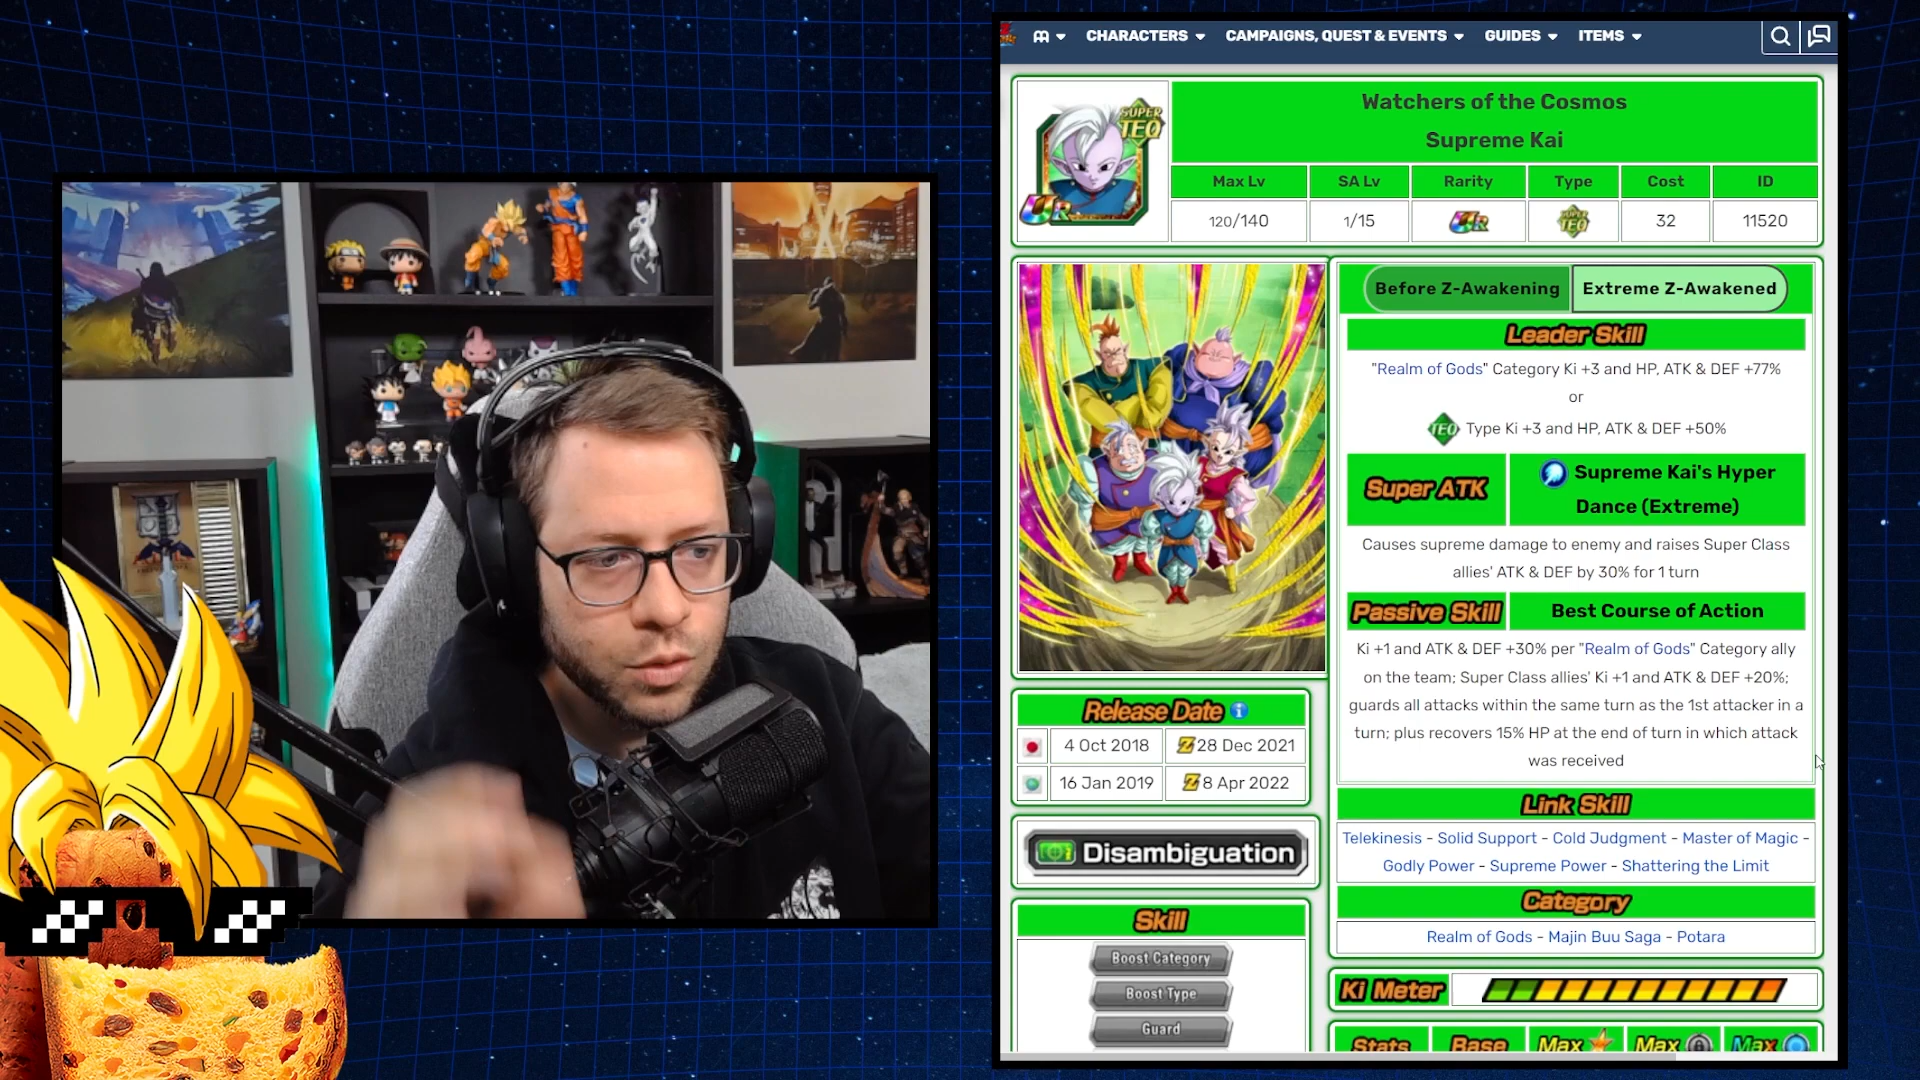 CHARACTERS
CAMPAIGNS, QUEST & EVENTS
GUIDES
ITEMS
SUPER TEQ
UR
Watchers of the Cosmos
Supreme Kai
Max Lv
SA Lv
Rarity
Type
Cost
ID
120/140
1/15
UR
SUPER TEQ
32
11520
Before Z-Awakening
Extreme Z-Awakened
Leader Skill
"Realm of Gods" Category Ki +3 and HP, ATK & DEF +77%
or
TEQ Type Ki +3 and HP, ATK & DEF +50%
Super ATK
Supreme Kai's Hyper
Dance (Extreme)
Causes supreme damage to enemy and raises Super Class
allies' ATK & DEF by 30% for 1 turn
Passive Skill
Best Course of Action
Ki +1 and ATK & DEF +30% per "Realm of Gods" Category ally
on the team; Super Class allies' Ki +1 and ATK & DEF +20%;
guards all attacks within the same turn as the 1st attacker in a
turn; plus recovers 15% HP at the end of turn in which attack
was received
Link Skill
Telekinesis - Solid Support - Cold Judgment - Master of Magic -
Godly Power - Supreme Power - Shattering the Limit
Category
Realm of Gods - Majin Buu Saga - Potara
Ki Meter
Stats
Base
Max
Max
Max
Release Date
4 Oct 2018
Z 28 Dec 2021
16 Jan 2019
Z 8 Apr 2022
Disambiguation
Skill
Boost Category
Boost Type
Guard